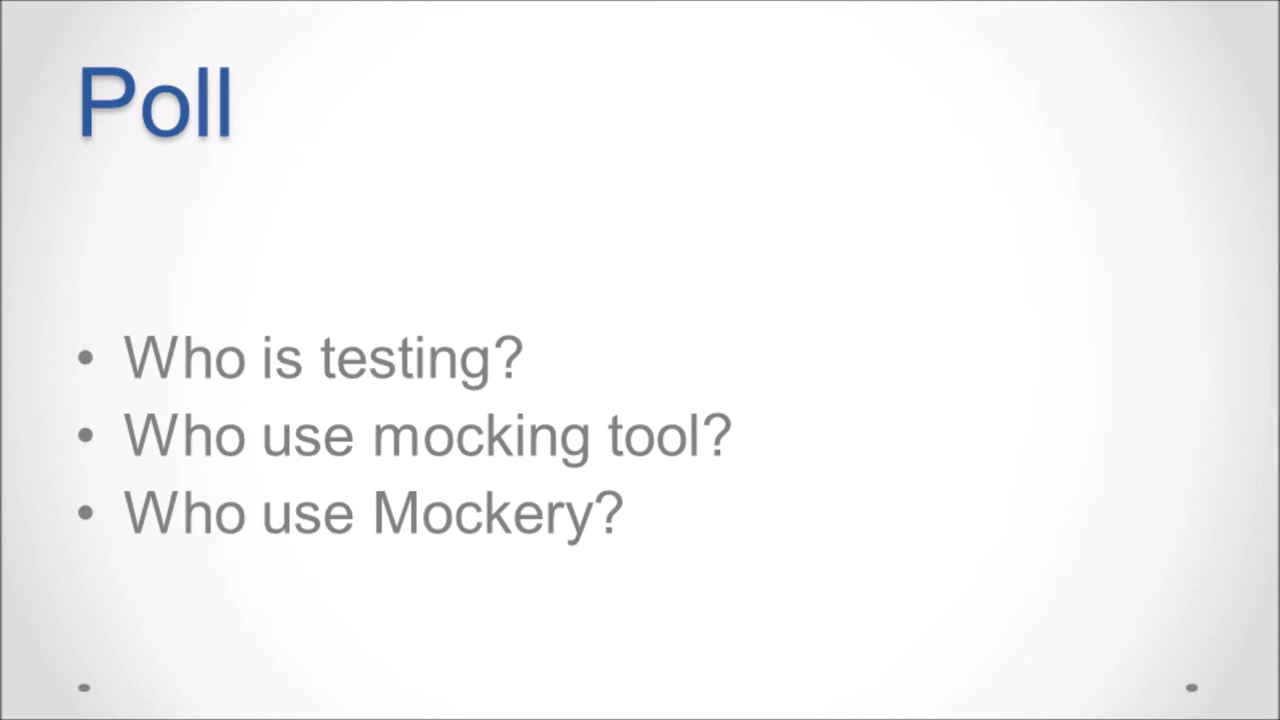 Poll
• Who is testing?
• Who use mocking tool?
• Who use Mockery?